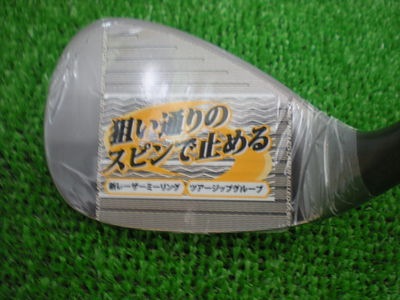 狙い通りの
スピンで止める
新レーザーミーリング ツアージップグルーブ